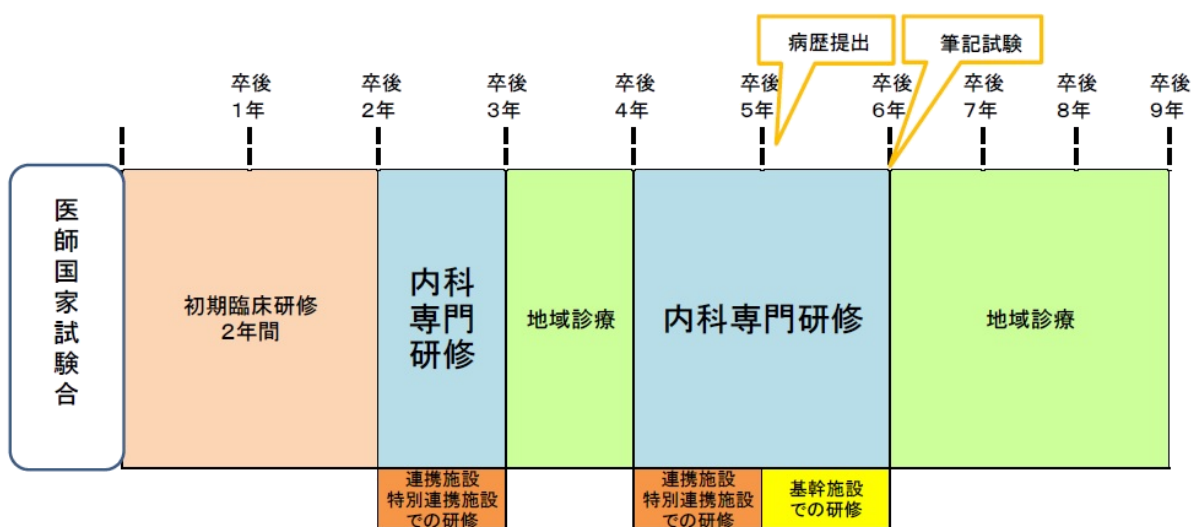 病歴提出
筆記試験
卒後
1年
卒後
2年
卒後
3年
卒後
4年
卒後
5年
卒後
6年
卒後
7年
卒後
8年
卒後
9年
医師国家試験合
初期臨床研修
2年間
内科
専門
研修
地域診療
内科専門研修
地域診療
連携施設
特別連携施設
での研修
連携施設
特別連携施設
での研修
基幹施設
での研修